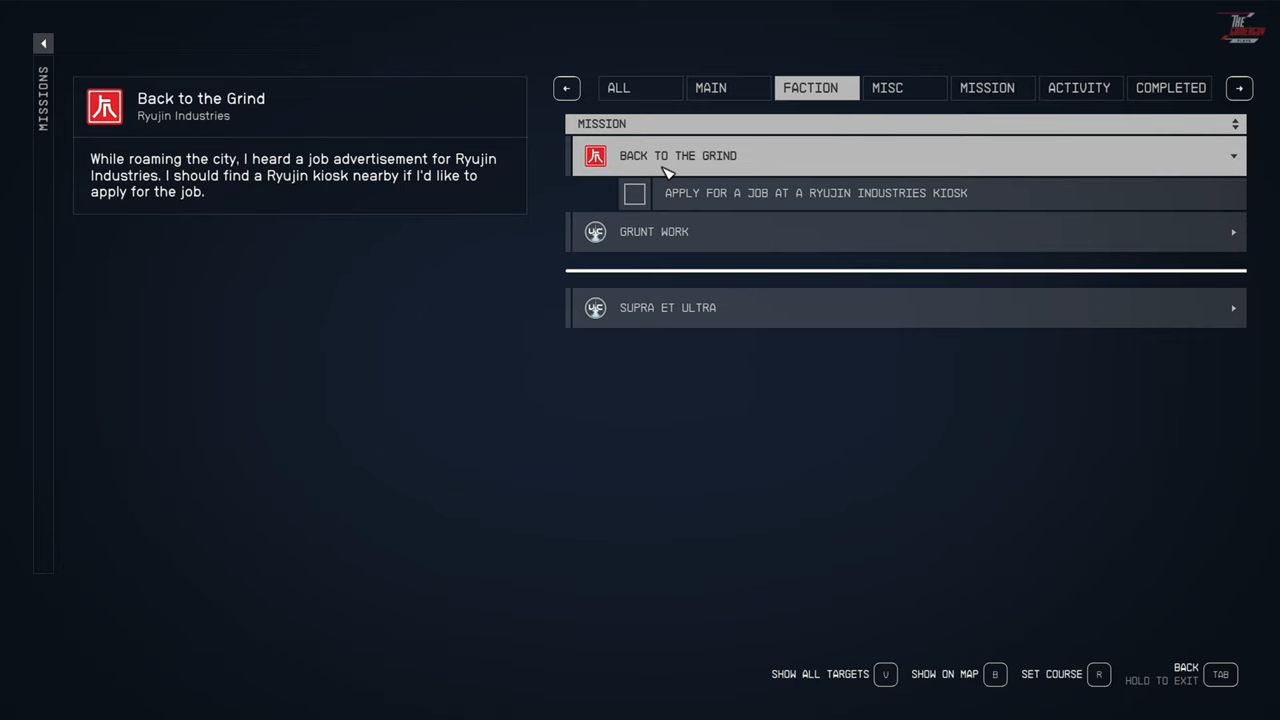 MISSIONS
Back to the Grind
Ryujin Industries
While roaming the city, I heard a job advertisement for Ryujin
Industries. I should find a Ryujin kiosk nearby if I'd like to
apply for the job.
ALL MAIN FACTION MISC MISSION ACTIVITY COMPLETED
MISSION
BACK TO THE GRIND
APPLY FOR A JOB AT A RYUJIN INDUSTRIES KIOSK
UC GRUNT WORK
UC SUPRA ET ULTRA
SHOW ALL TARGETS U SHOW ON MAP B SET COURSE R BACK TAB
HOLD TO EXIT
THE